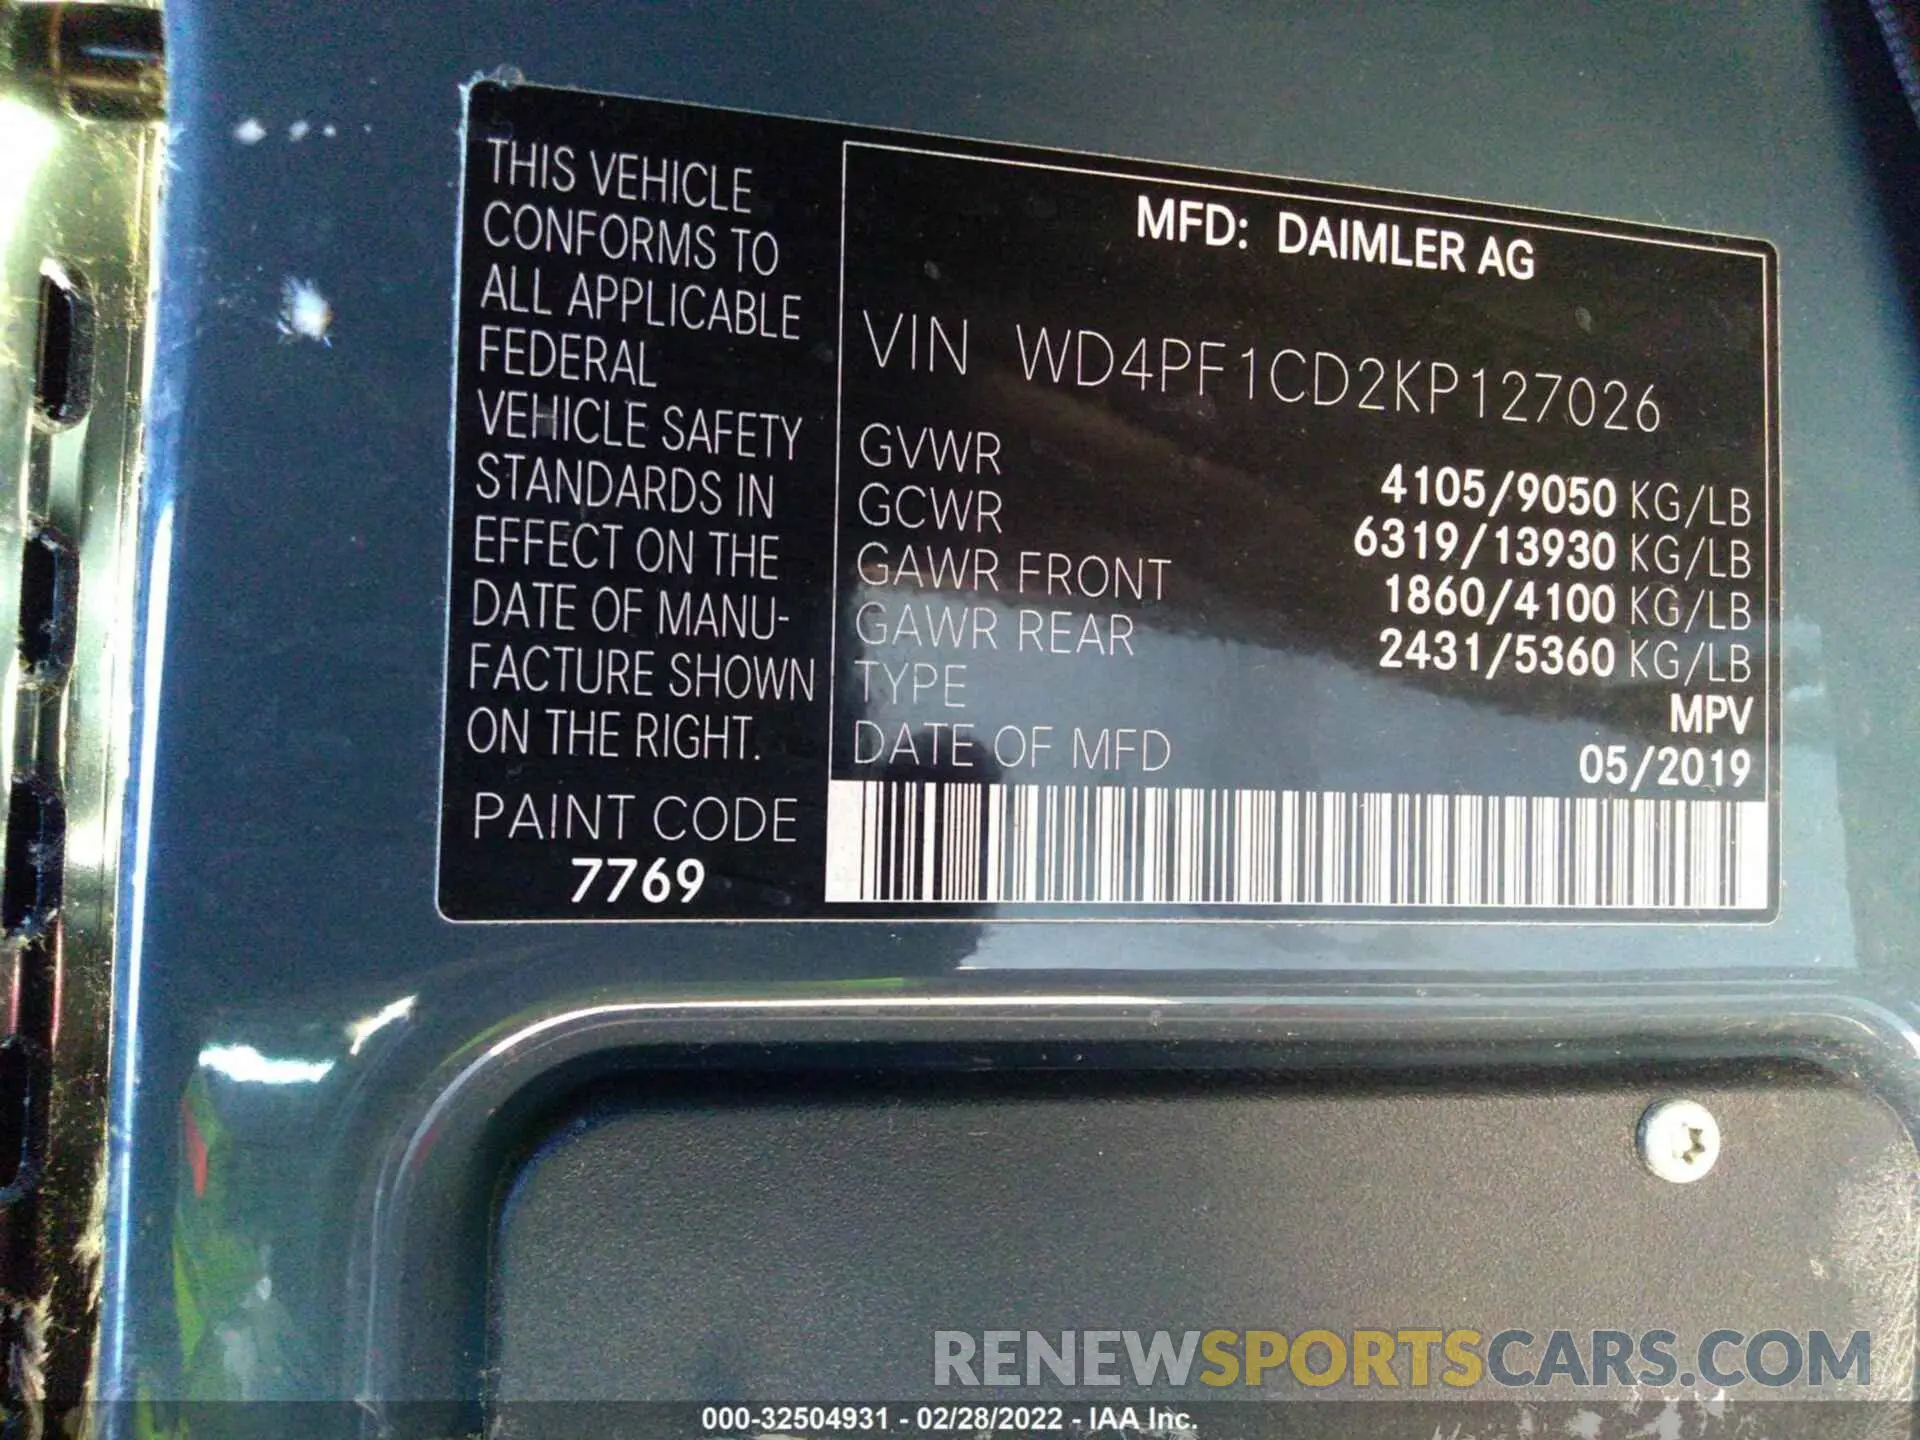 THIS VEHICLE
CONFORMS TO
ALL APPLICABLE
FEDERAL
VEHICLE SAFETY
STANDARDS IN
EFFECT ON THE
DATE OF MANU-
FACTURE SHOWN
ON THE RIGHT.
PAINT CODE
7769
MFD: DAIMLER AG
VIN WD4PF1CD2KP127026
GVWR 4105/9050 KG/LB
GCWR 6319/13930 KG/LB
GAWR FRONT 1860/4100 KG/LB
GAWR REAR 2431/5360 KG/LB
TYPE MPV
DATE OF MFD 05/2019
RENEWSPORTSCARS.COM
000-32504931 - 02/28/2022 - IAA Inc.